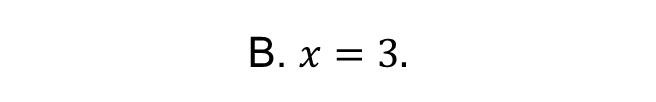 B. 𝑥 = 3.